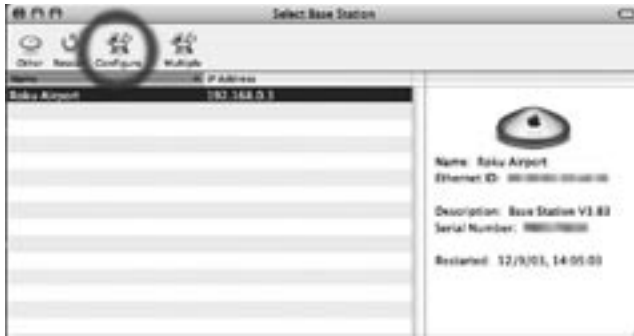 Select Base Station
Other Rescan Configure Multiple
Name IP Address
Roku Airport 192.168.0.1
Name: Roku Airport
Ethernet ID:
Description: Base Station V3.83
Serial Number:
Restarted: 12/9/03, 14:05:03